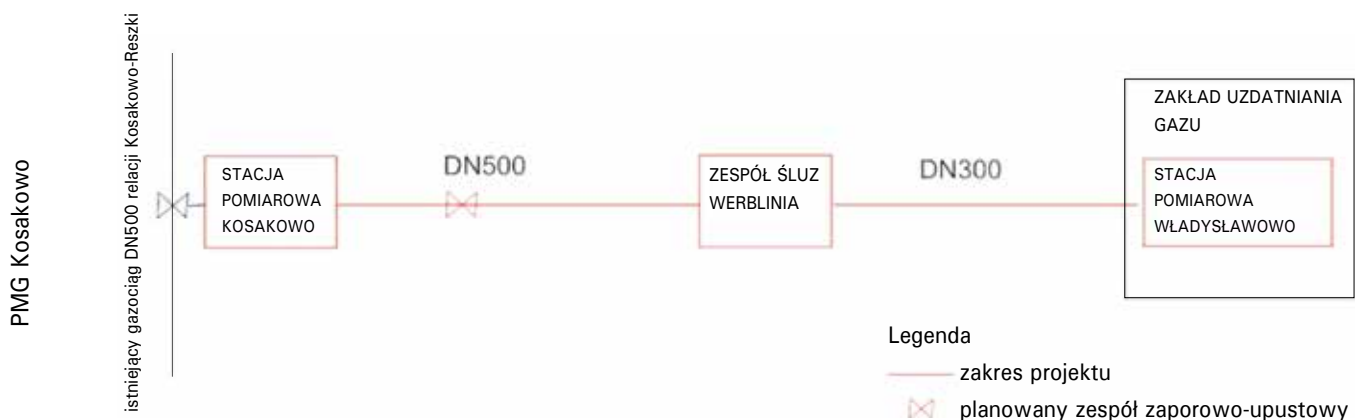 PMG Kosakowo
istniejący gazociąg DN500 relacji Kosakowo-Reszki
STACJA
POMIAROWA
KOSAKOWO
DN500
ZESPÓŁ ŚLUZ
WERBLINIA
DN300
ZAKŁAD UZDATNIANIA
GAZU
STACJA
POMIAROWA
WŁADYSŁAWOWO
Legenda
zakres projektu
planowany zespół zaporowo-upustowy